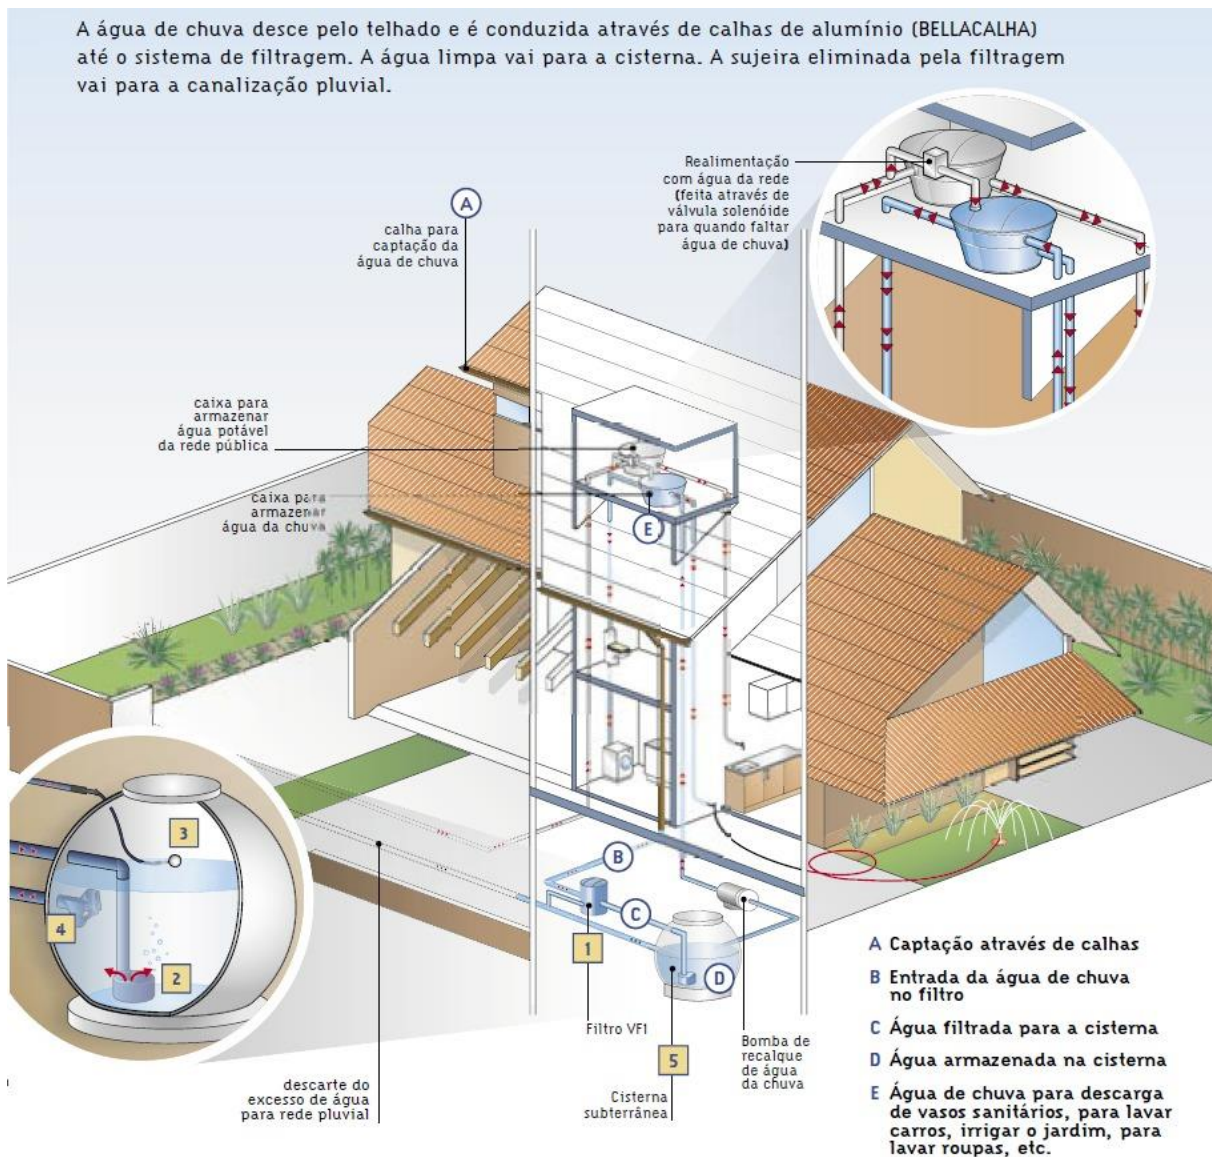 A água de chuva desce pelo telhado e é conduzida através de calhas de alumínio (BELLACALHA)
até o sistema de filtragem. A água limpa vai para a cisterna. A sujeira eliminada pela filtragem
vai para a canalização pluvial.
Realimentação
com água da rede
(feita através de
válvula solenóide
para quando faltar
água de chuva)
A
calha para
captação da
água de chuva
caixa para
armazenar
água potável
da rede pública
caixa para
armazenar
água da chuva
E
B
C
D
1
Filtro VF1
5
Cisterna
subterrânea
Bomba de
recalque
de água
da chuva
3
4
2
descarte do
excesso de água
para rede pluvial
A Captação através de calhas
B Entrada da água de chuva
no filtro
C Água filtrada para a cisterna
D Água armazenada na cisterna
E Água de chuva para descarga
de vasos sanitários, para lavar
carros, irrigar o jardim, para
lavar roupas, etc.